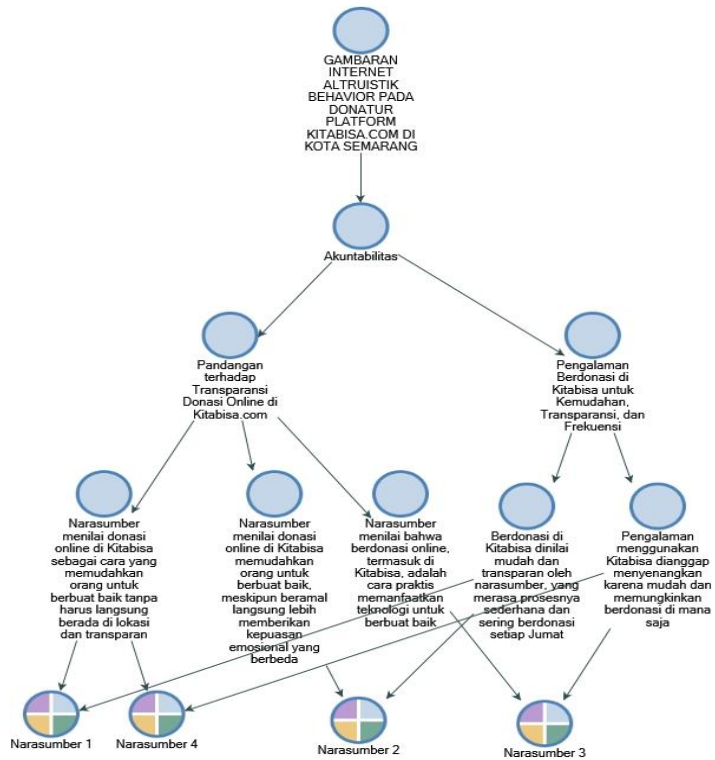 GAMBARAN
INTERNET
ALTRUISTIK
BEHAVIOR PADA
DONATUR
PLATFORM
KITABISA.COM DI
KOTA SEMARANG
Akuntabilitas
Pandangan
terhadap
Transparansi
Donasi Online di
Kitabisa.com
Pengalaman
Berdonasi di
Kitabisa untuk
Kemudahan,
Transparansi, dan
Frekuensi
Narasumber
menilai donasi
online di Kitabisa
sebagai cara yang
memudahkan
orang untuk
berbuat baik tanpa
harus langsung
berada di lokasi
dan transparan
Narasumber
menilai donasi
online di Kitabisa
memudahkan
orang untuk
berbuat baik,
meskipun beramal
langsung lebih
memberikan
kepuasan
emosional yang
berbeda
Narasumber
menilai bahwa
berdonasi online,
termasuk di
Kitabisa, adalah
cara praktis
memanfaatkan
teknologi untuk
berbuat baik
Berdonasi di
Kitabisa dinilai
mudah dan
transparan oleh
narasumber, yang
merasa prosesnya
sederhana dan
sering berdonasi
setiap Jumat
Pengalaman
menggunakan
Kitabisa dianggap
menyenangkan
karena mudah dan
memungkinkan
berdonasi di mana
saja
Narasumber 1
Narasumber 4
Narasumber 2
Narasumber 3